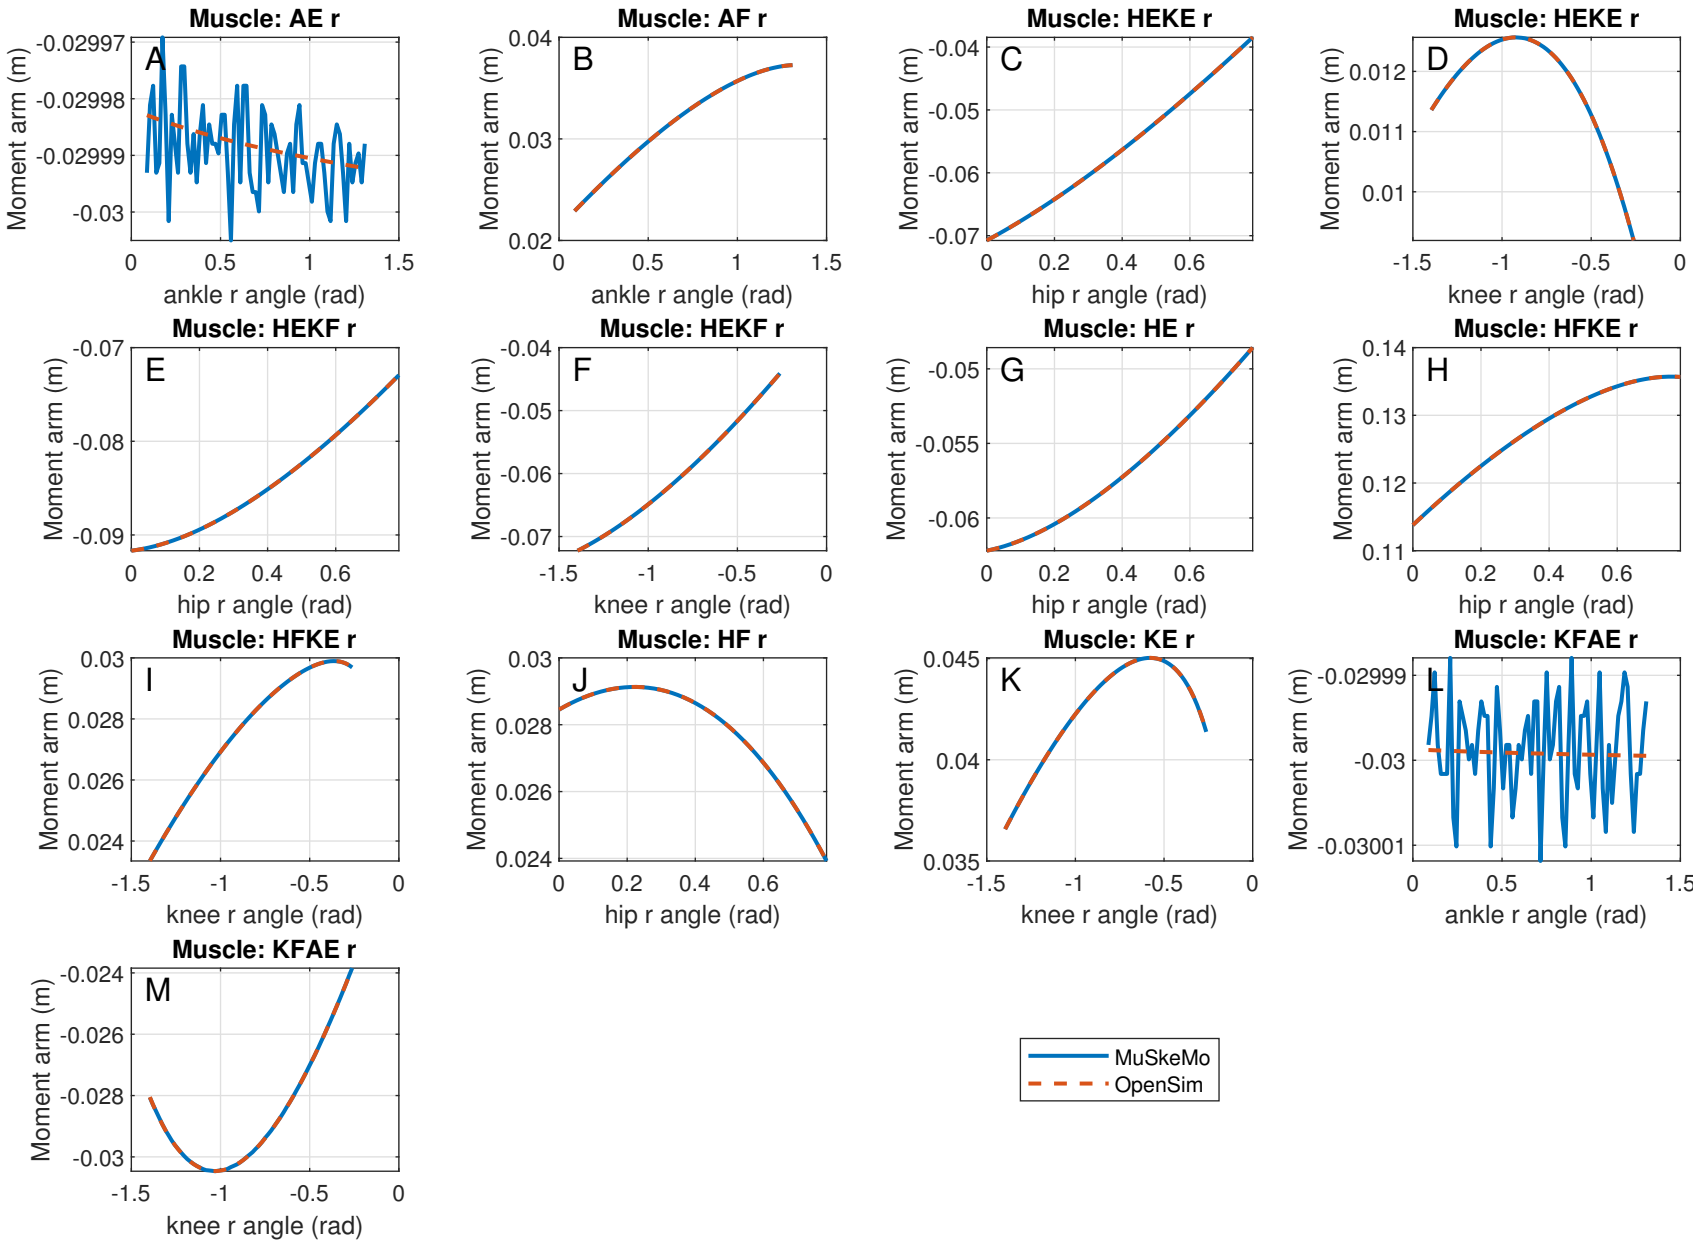 Muscle: AE r
Moment arm (m)
-0.02997
-0.02998
-0.02999
-0.03
A
0 0.5 1 1.5
ankle r angle (rad)
Muscle: AF r
Moment arm (m)
0.04
0.03
0.02
B
0 0.5 1 1.5
ankle r angle (rad)
Muscle: HEKE r
Moment arm (m)
-0.04
-0.05
-0.06
-0.07
C
0 0.2 0.4 0.6
hip r angle (rad)
Muscle: HEKE r
Moment arm (m)
0.012
0.011
0.01
D
-1.5 -1 -0.5 0
knee r angle (rad)
Muscle: HEKF r
Moment arm (m)
-0.07
-0.08
-0.09
E
0 0.2 0.4 0.6
hip r angle (rad)
Muscle: HEKF r
Moment arm (m)
-0.04
-0.05
-0.06
-0.07
F
-1.5 -1 -0.5 0
knee r angle (rad)
Muscle: HE r
Moment arm (m)
-0.05
-0.055
-0.06
G
0 0.2 0.4 0.6
hip r angle (rad)
Muscle: HFKE r
Moment arm (m)
0.14
0.13
0.12
0.11
H
0 0.2 0.4 0.6
hip r angle (rad)
Muscle: HFKE r
Moment arm (m)
0.03
0.028
0.026
0.024
I
-1.5 -1 -0.5 0
knee r angle (rad)
Muscle: HF r
Moment arm (m)
0.03
0.028
0.026
0.024
J
0 0.2 0.4 0.6
hip r angle (rad)
Muscle: KE r
Moment arm (m)
0.045
0.04
0.035
K
-1.5 -1 -0.5 0
knee r angle (rad)
Muscle: KFAE r
Moment arm (m)
-0.02999
-0.03
-0.03001
L
0 0.5 1 1.5
ankle r angle (rad)
Muscle: KFAE r
Moment arm (m)
-0.024
-0.026
-0.028
-0.03
M
-1.5 -1 -0.5 0
knee r angle (rad)
MuSkeMo
OpenSim